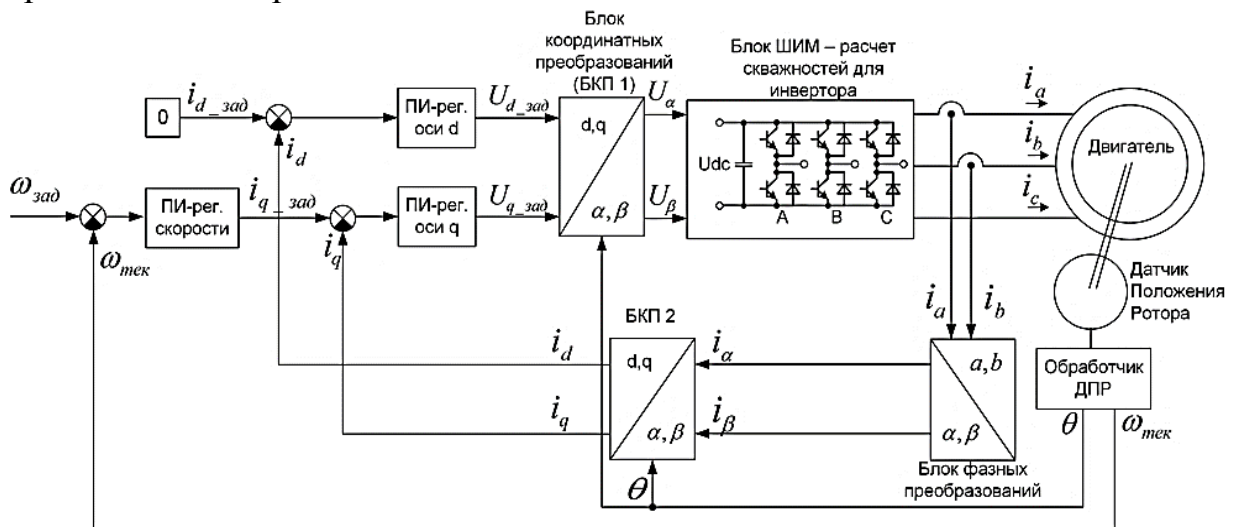 Блок
координатных
преобразований
(БКП 1)
Блок ШИМ – расчет
скважностей для
инвертора
0
i_d_зад
i_d
ПИ-рег.
оси d
U_d_зад
d,q
α,β
U_α
U_β
Udc
A B C
i_a
i_b
i_c
Двигатель
ω_зад
ω_тек
ПИ-рег.
скорости
i_q_зад
i_q
ПИ-рег.
оси q
U_q_зад
Датчик
Положения
Ротора
i_a
i_b
БКП 2
i_d
i_q
d,q
α,β
i_α
i_β
a,b
α,β
Обработчик
ДПР
θ
ω_тек
Блок фазных
преобразований
θ